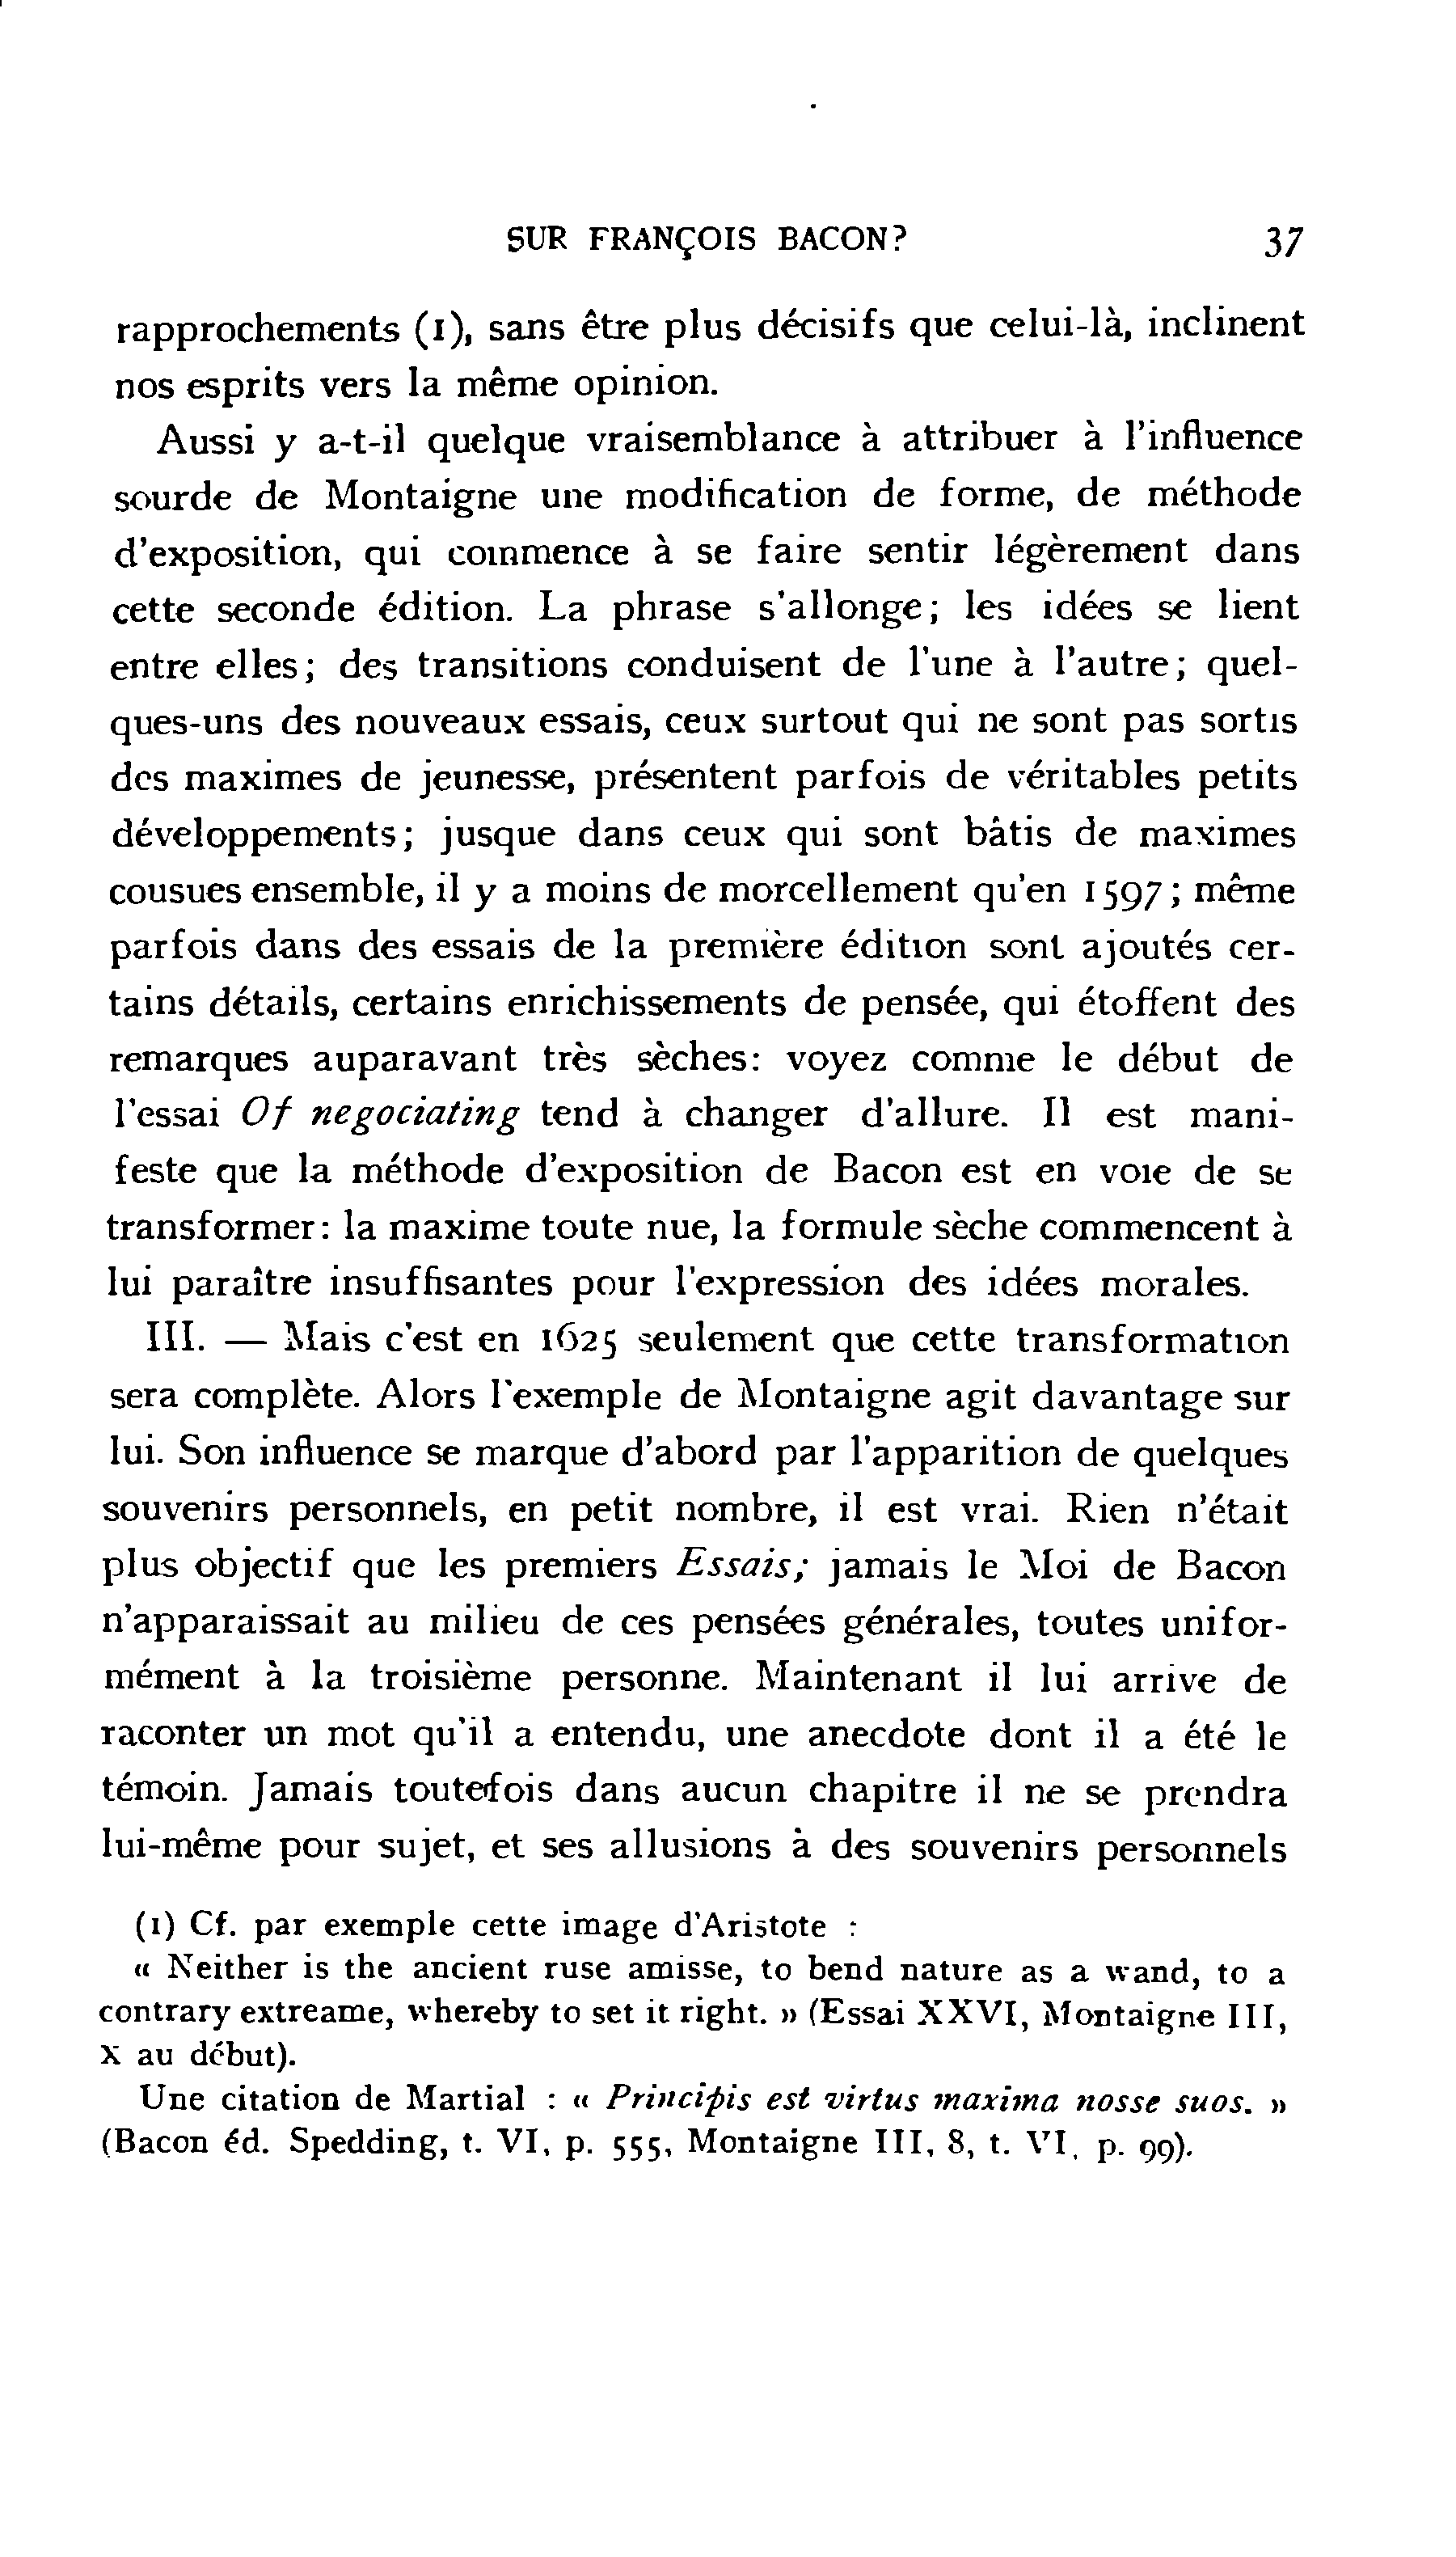 SUR FRANÇOIS BACON? 37
rapprochements (1), sans être plus décisifs que celui-là, inclinent
nos esprits vers la même opinion.
Aussi y a-t-il quelque vraisemblance à attribuer à l'influence
sourde de Montaigne une modification de forme, de méthode
d'exposition, qui commence à se faire sentir légèrement dans
cette seconde édition. La phrase s'allonge; les idées se lient
entre elles; des transitions conduisent de l'une à l'autre; quel-
ques-uns des nouveaux essais, ceux surtout qui ne sont pas sortis
des maximes de jeunesse, présentent parfois de véritables petits
développements; jusque dans ceux qui sont bâtis de maximes
cousues ensemble, il y a moins de morcellement qu'en 1597; même
parfois dans des essais de la première édition sont ajoutés cer-
tains détails, certains enrichissements de pensée, qui étoffent des
remarques auparavant très sèches: voyez comme le début de
l'essai Of negociating tend à changer d'allure. Il est mani-
feste que la méthode d'exposition de Bacon est en voie de se
transformer: la maxime toute nue, la formule sèche commencent à
lui paraître insuffisantes pour l'expression des idées morales.
III. — Mais c'est en 1625 seulement que cette transformation
sera complète. Alors l'exemple de Montaigne agit davantage sur
lui. Son influence se marque d'abord par l'apparition de quelques
souvenirs personnels, en petit nombre, il est vrai. Rien n'était
plus objectif que les premiers Essais; jamais le Moi de Bacon
n'apparaissait au milieu de ces pensées générales, toutes unifor-
mément à la troisième personne. Maintenant il lui arrive de
raconter un mot qu'il a entendu, une anecdote dont il a été le
témoin. Jamais toutefois dans aucun chapitre il ne se prendra
lui-même pour sujet, et ses allusions à des souvenirs personnels
(1) Cf. par exemple cette image d'Aristote :
« Neither is the ancient ruse amisse, to bend nature as a wand, to a
contrary extreame, whereby to set it right. » (Essai XXVI, Montaigne III,
X au début).
Une citation de Martial : « Principis est virtus maxima nosse suos. »
(Bacon éd. Spedding, t. VI, p. 555, Montaigne III, 8, t. VI, p. 99).